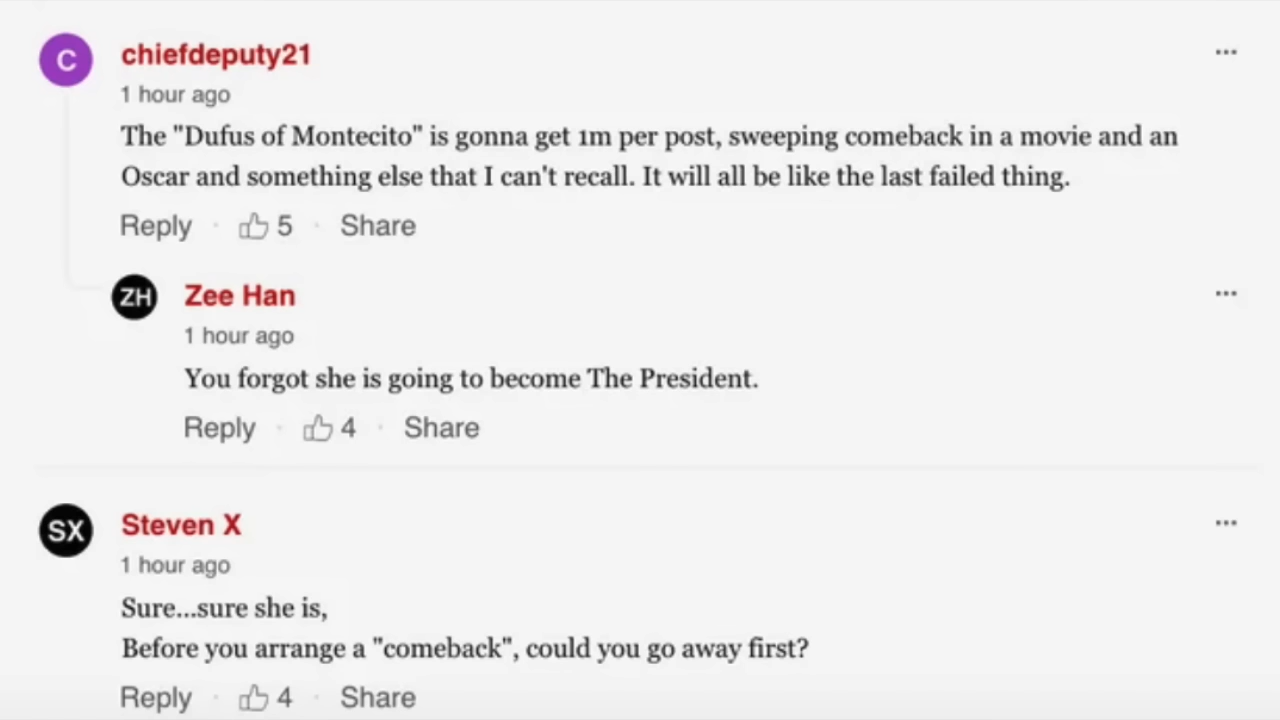 C
chiefdeputy21
1 hour ago
The "Dufus of Montecito" is gonna get 1m per post, sweeping comeback in a movie and an
Oscar and something else that I can't recall. It will all be like the last failed thing.
Reply · 5 · Share
ZH
Zee Han
1 hour ago
You forgot she is going to become The President.
Reply · 4 · Share
SX
Steven X
1 hour ago
Sure...sure she is,
Before you arrange a "comeback", could you go away first?
Reply · 4 · Share